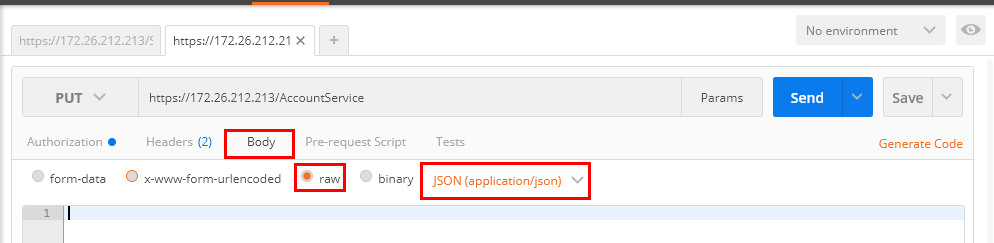 https://172.26.212.213/S
https://172.26.212.21
No environment
PUT
https://172.26.212.213/AccountService
Params
Send
Save
Authorization
Headers (2)
Body
Pre-request Script
Tests
Generate Code
form-data
x-www-form-urlencoded
raw
binary
JSON (application/json)
1